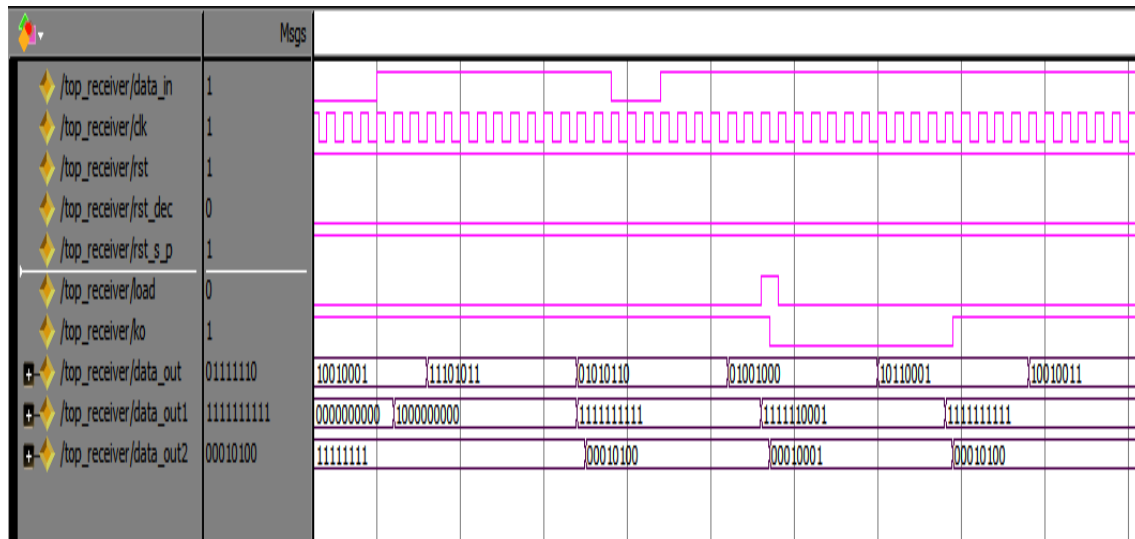 Msgs
/top_receiver/data_in 1
/top_receiver/clk 1
/top_receiver/rst 1
/top_receiver/rst_dec 0
/top_receiver/rst_s_p 1
/top_receiver/load 0
/top_receiver/ko 1
/top_receiver/data_out 01111110 10010001 11101011 01010110 01001000 10110001 10010011
/top_receiver/data_out1 1111111111 0000000000 1000000000 1111111111 1111110001 1111111111
/top_receiver/data_out2 00010100 11111111 00010100 00010001 00010100